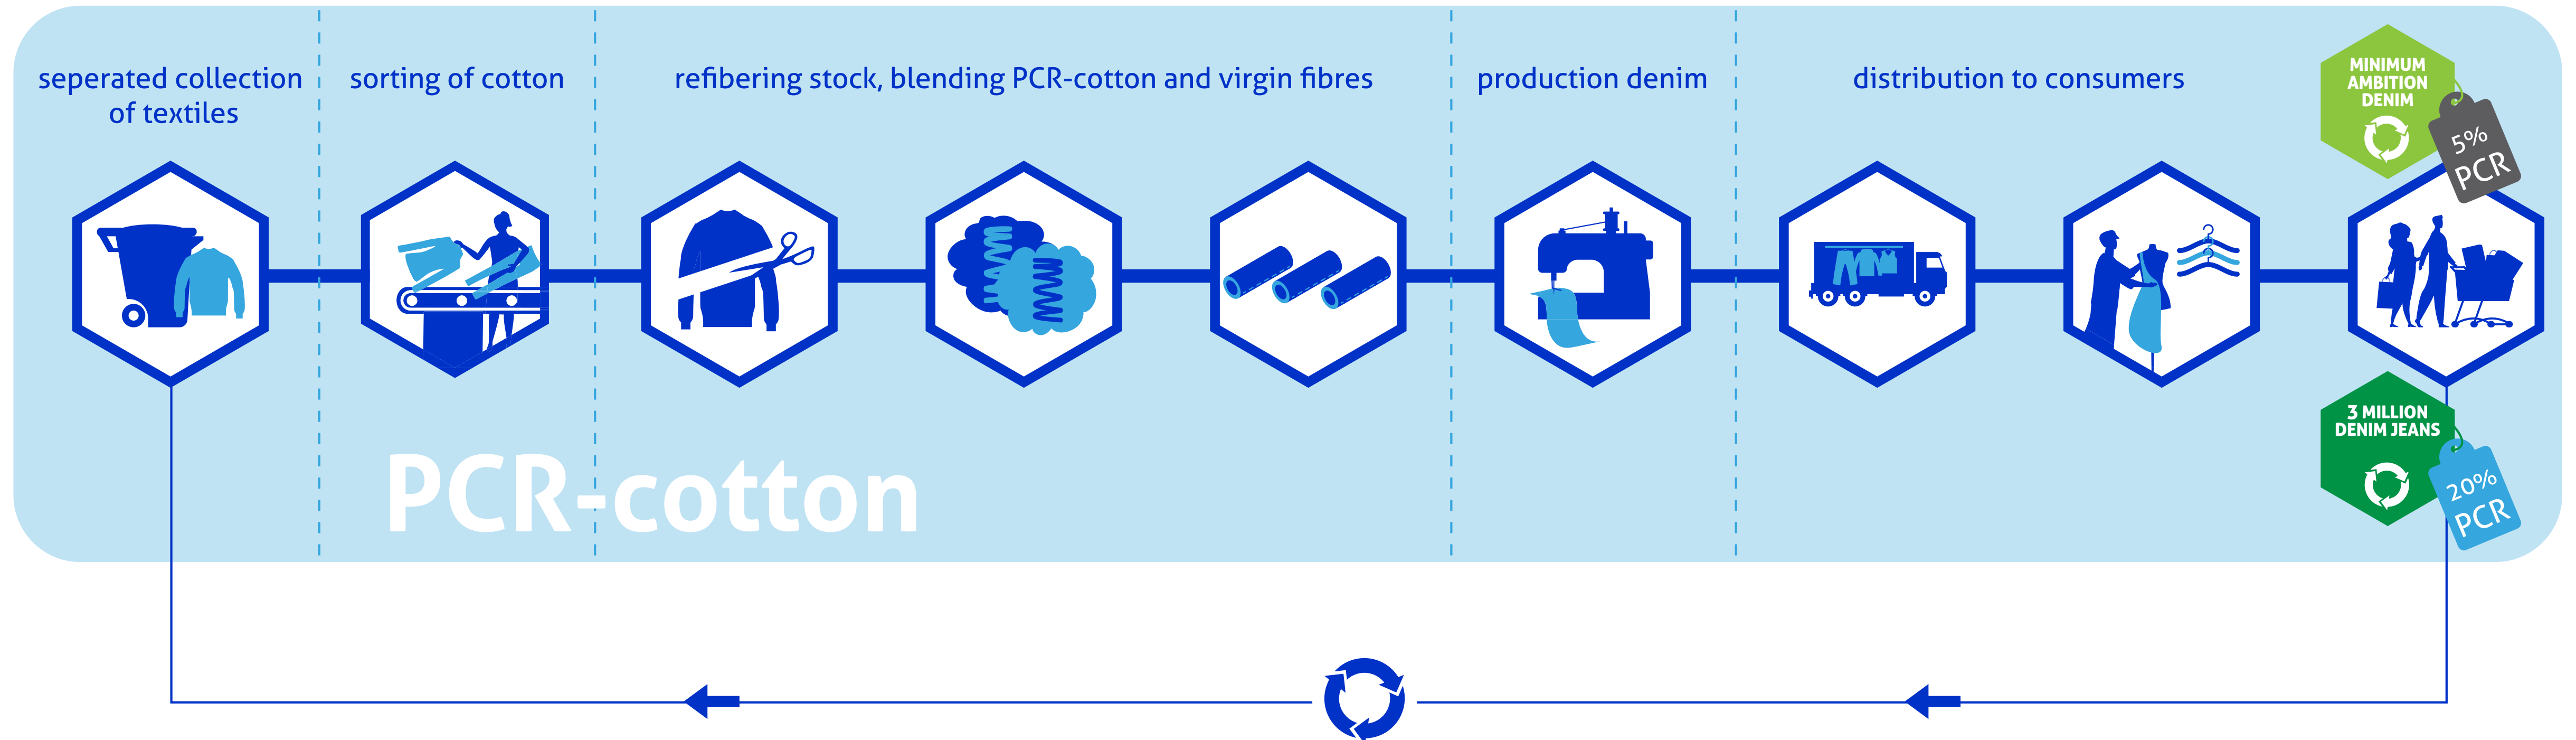 seperated collection
of textiles
sorting of cotton
refibering stock, blending PCR-cotton and virgin fibres
production denim
distribution to consumers
MINIMUM
AMBITION
DENIM
5%
PCR
3 MILLION
DENIM JEANS
20%
PCR
PCR-cotton